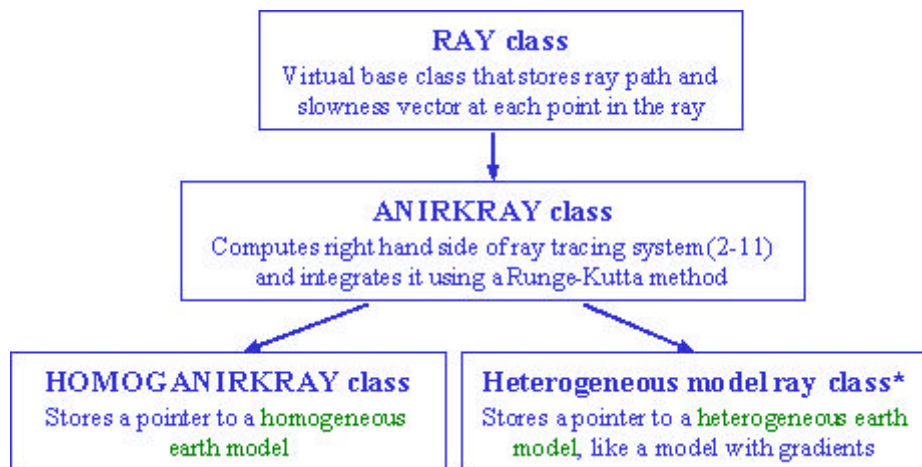 RAY class
Virtual base class that stores ray path and
slowness vector at each point in the ray
ANIRKRAY class
Computes right hand side of ray tracing system (2-11)
and integrates it using a Runge-Kutta method
HOMOGANIRKRAY class
Stores a pointer to a homogeneous
earth model
Heterogeneous model ray class*
Stores a pointer to a heterogeneous earth
model, like a model with gradients